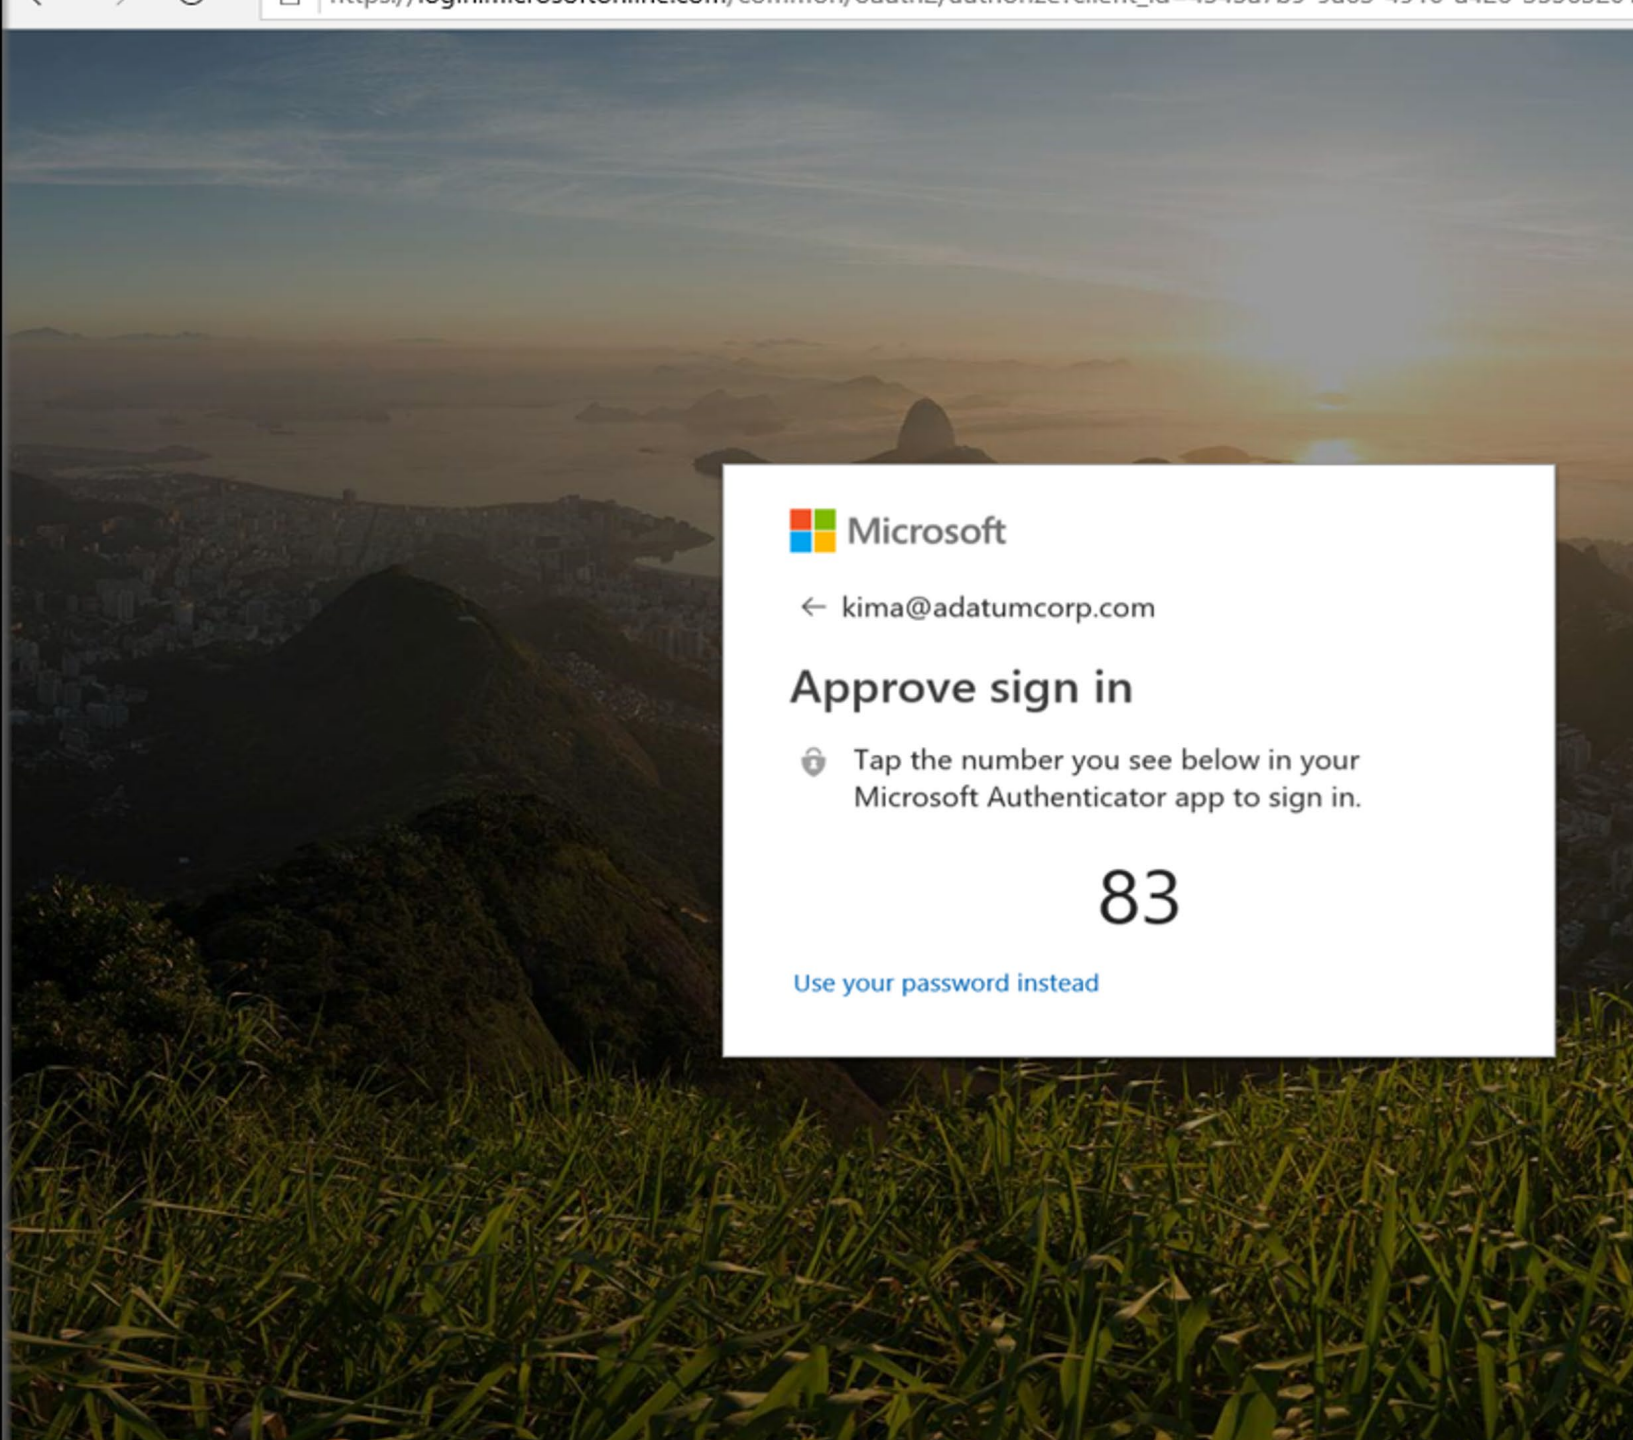 Microsoft
← kima@adatumcorp.com
Approve sign in
Tap the number you see below in your
Microsoft Authenticator app to sign in.
83
Use your password instead